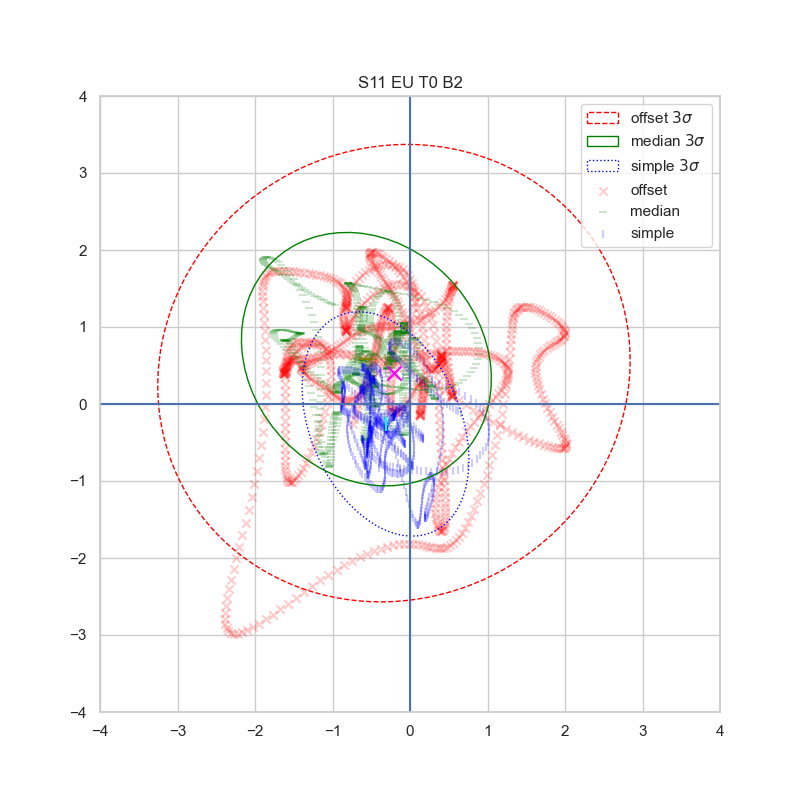 S11 EU T0 B2
offset 3σ
median 3σ
simple 3σ
offset
median
simple
4
3
2
1
0
−1
−2
−3
−4
−4 −3 −2 −1 0 1 2 3 4